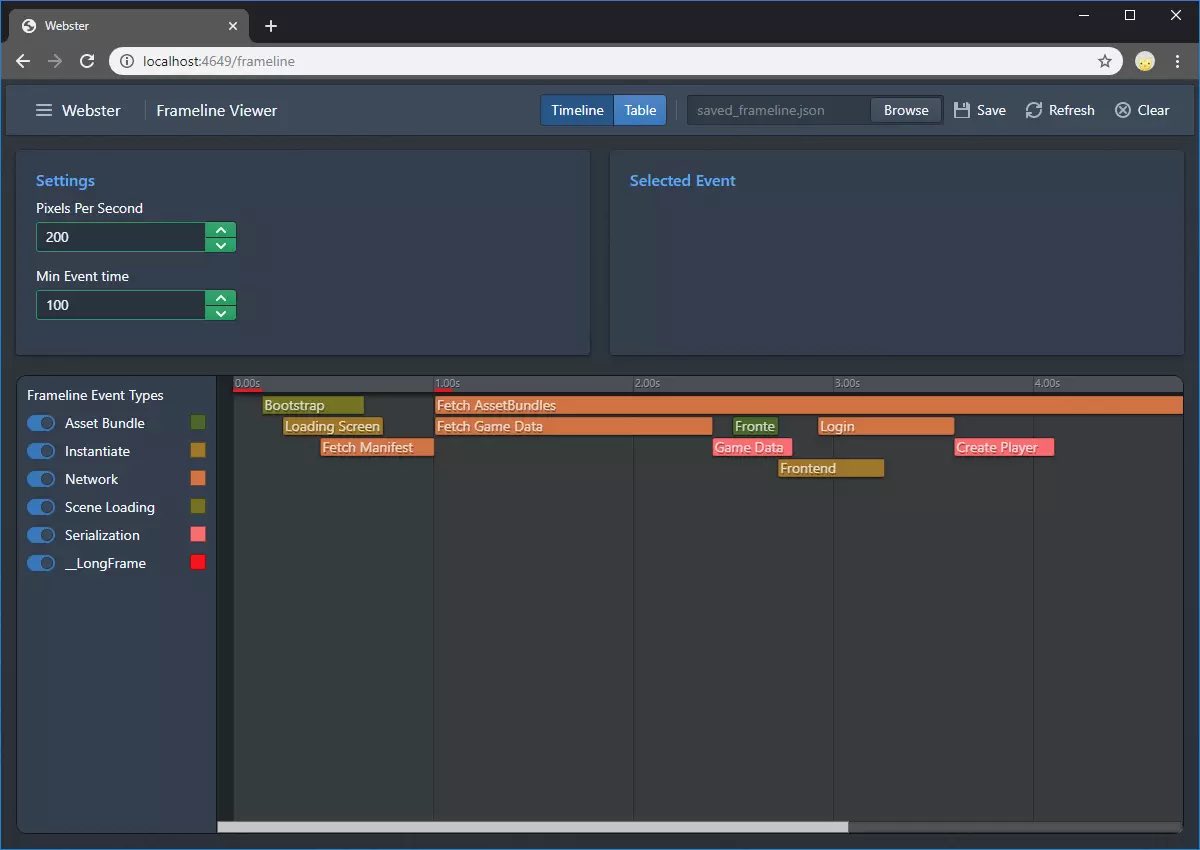 Webster
localhost:4649/frameline
Webster Frameline Viewer Timeline Table saved_frameline.json Browse Save Refresh Clear
Settings
Pixels Per Second
200
Min Event time
100
Selected Event
Frameline Event Types
Asset Bundle
Instantiate
Network
Scene Loading
Serialization
__LongFrame
0.00s 1.00s 2.00s 3.00s 4.00s
Bootstrap Fetch AssetBundles
Loading Screen Fetch Game Data Fronte Login
Fetch Manifest Game Data Create Player
Frontend